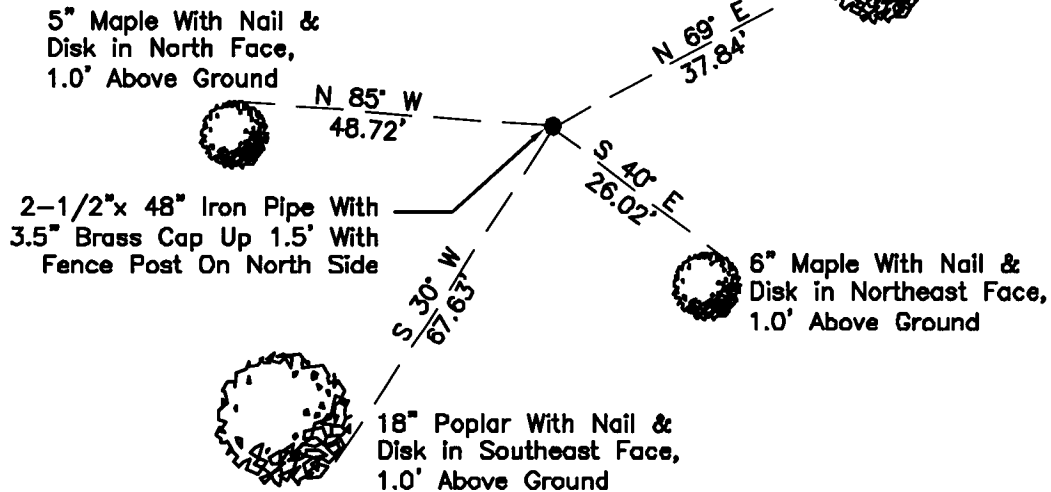 5" Maple With Nail &
Disk in North Face,
1.0' Above Ground
N 69° E
37.84'
N 85° W
48.72'
S 40° E
26.02'
2-1/2"x 48" Iron Pipe With
3.5" Brass Cap Up 1.5' With
Fence Post On North Side
S 30° W
67.63'
6" Maple With Nail &
Disk in Northeast Face,
1.0' Above Ground
18" Poplar With Nail &
Disk in Southeast Face,
1.0' Above Ground